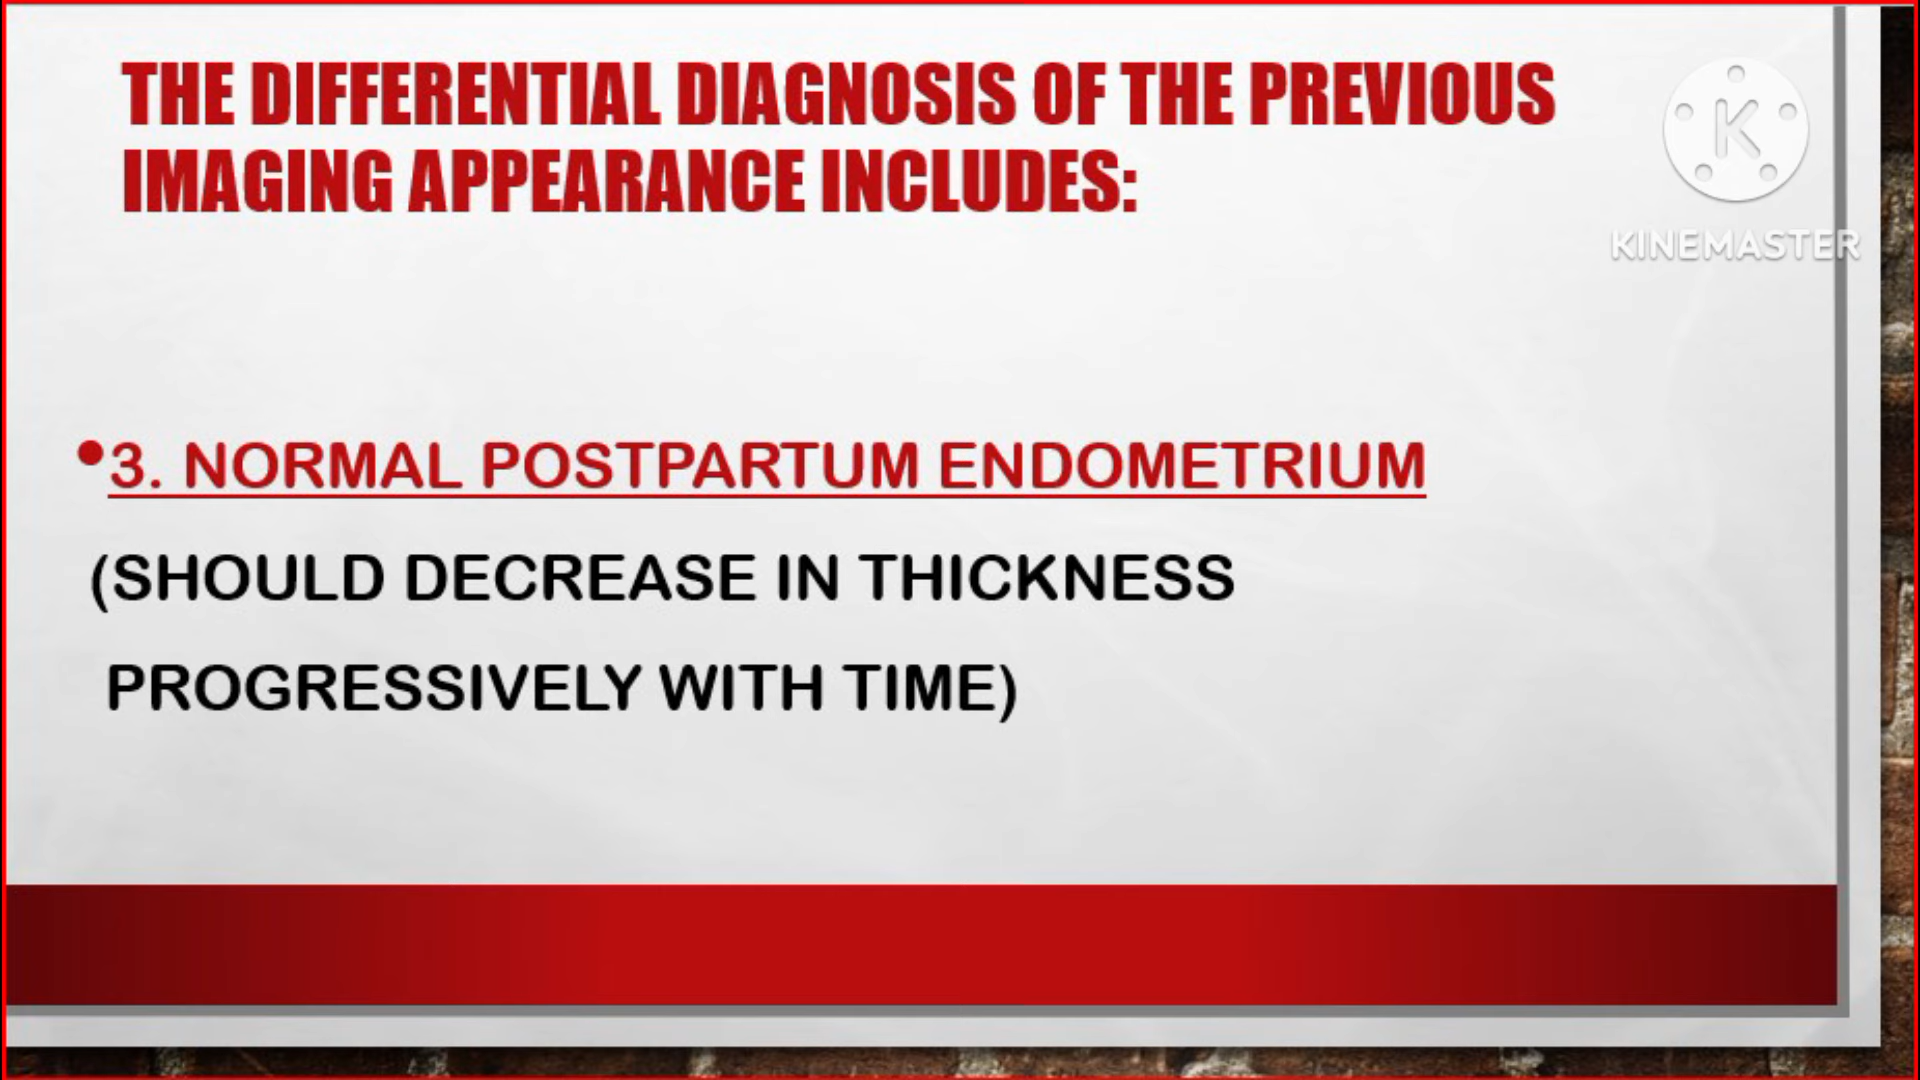 THE DIFFERENTIAL DIAGNOSIS OF THE PREVIOUS
IMAGING APPEARANCE INCLUDES:
K
KINEMASTER
•3. NORMAL POSTPARTUM ENDOMETRIUM
(SHOULD DECREASE IN THICKNESS
PROGRESSIVELY WITH TIME)